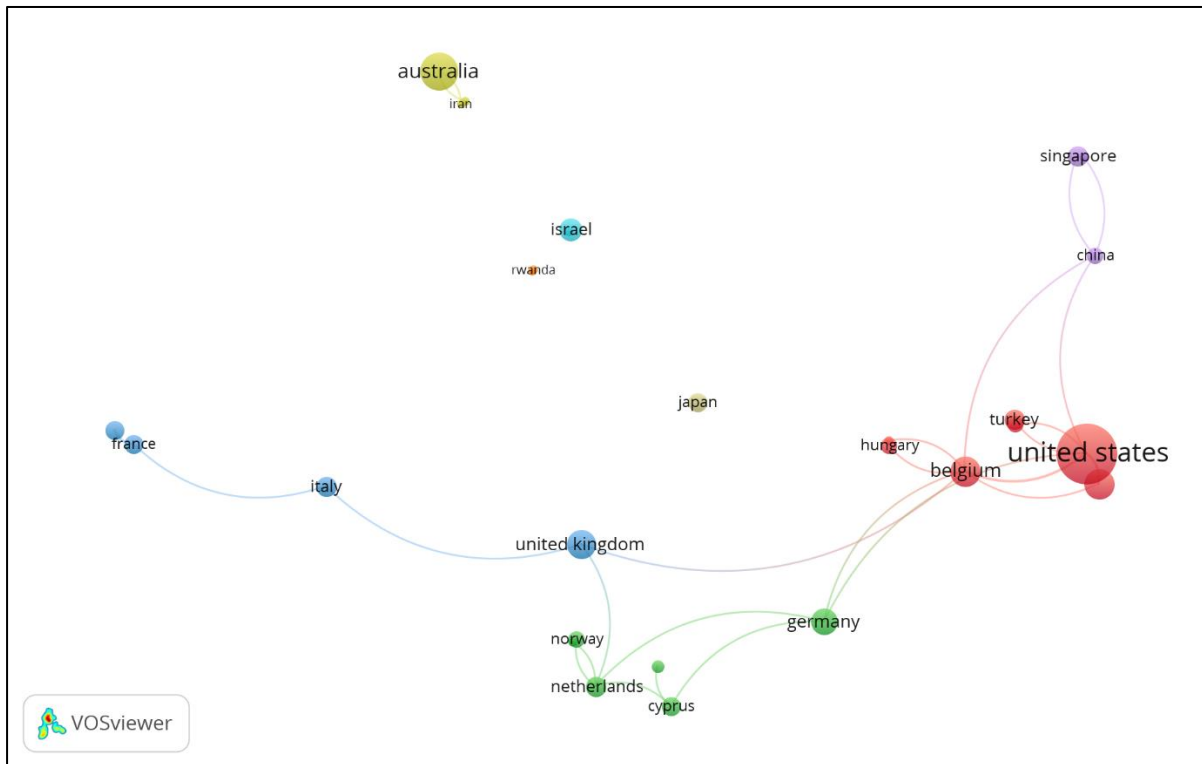 australia
iran
singapore
israel
china
rwanda
japan
turkey
france
hungary
united states
belgium
italy
united kingdom
germany
norway
netherlands
cyprus
VOSviewer